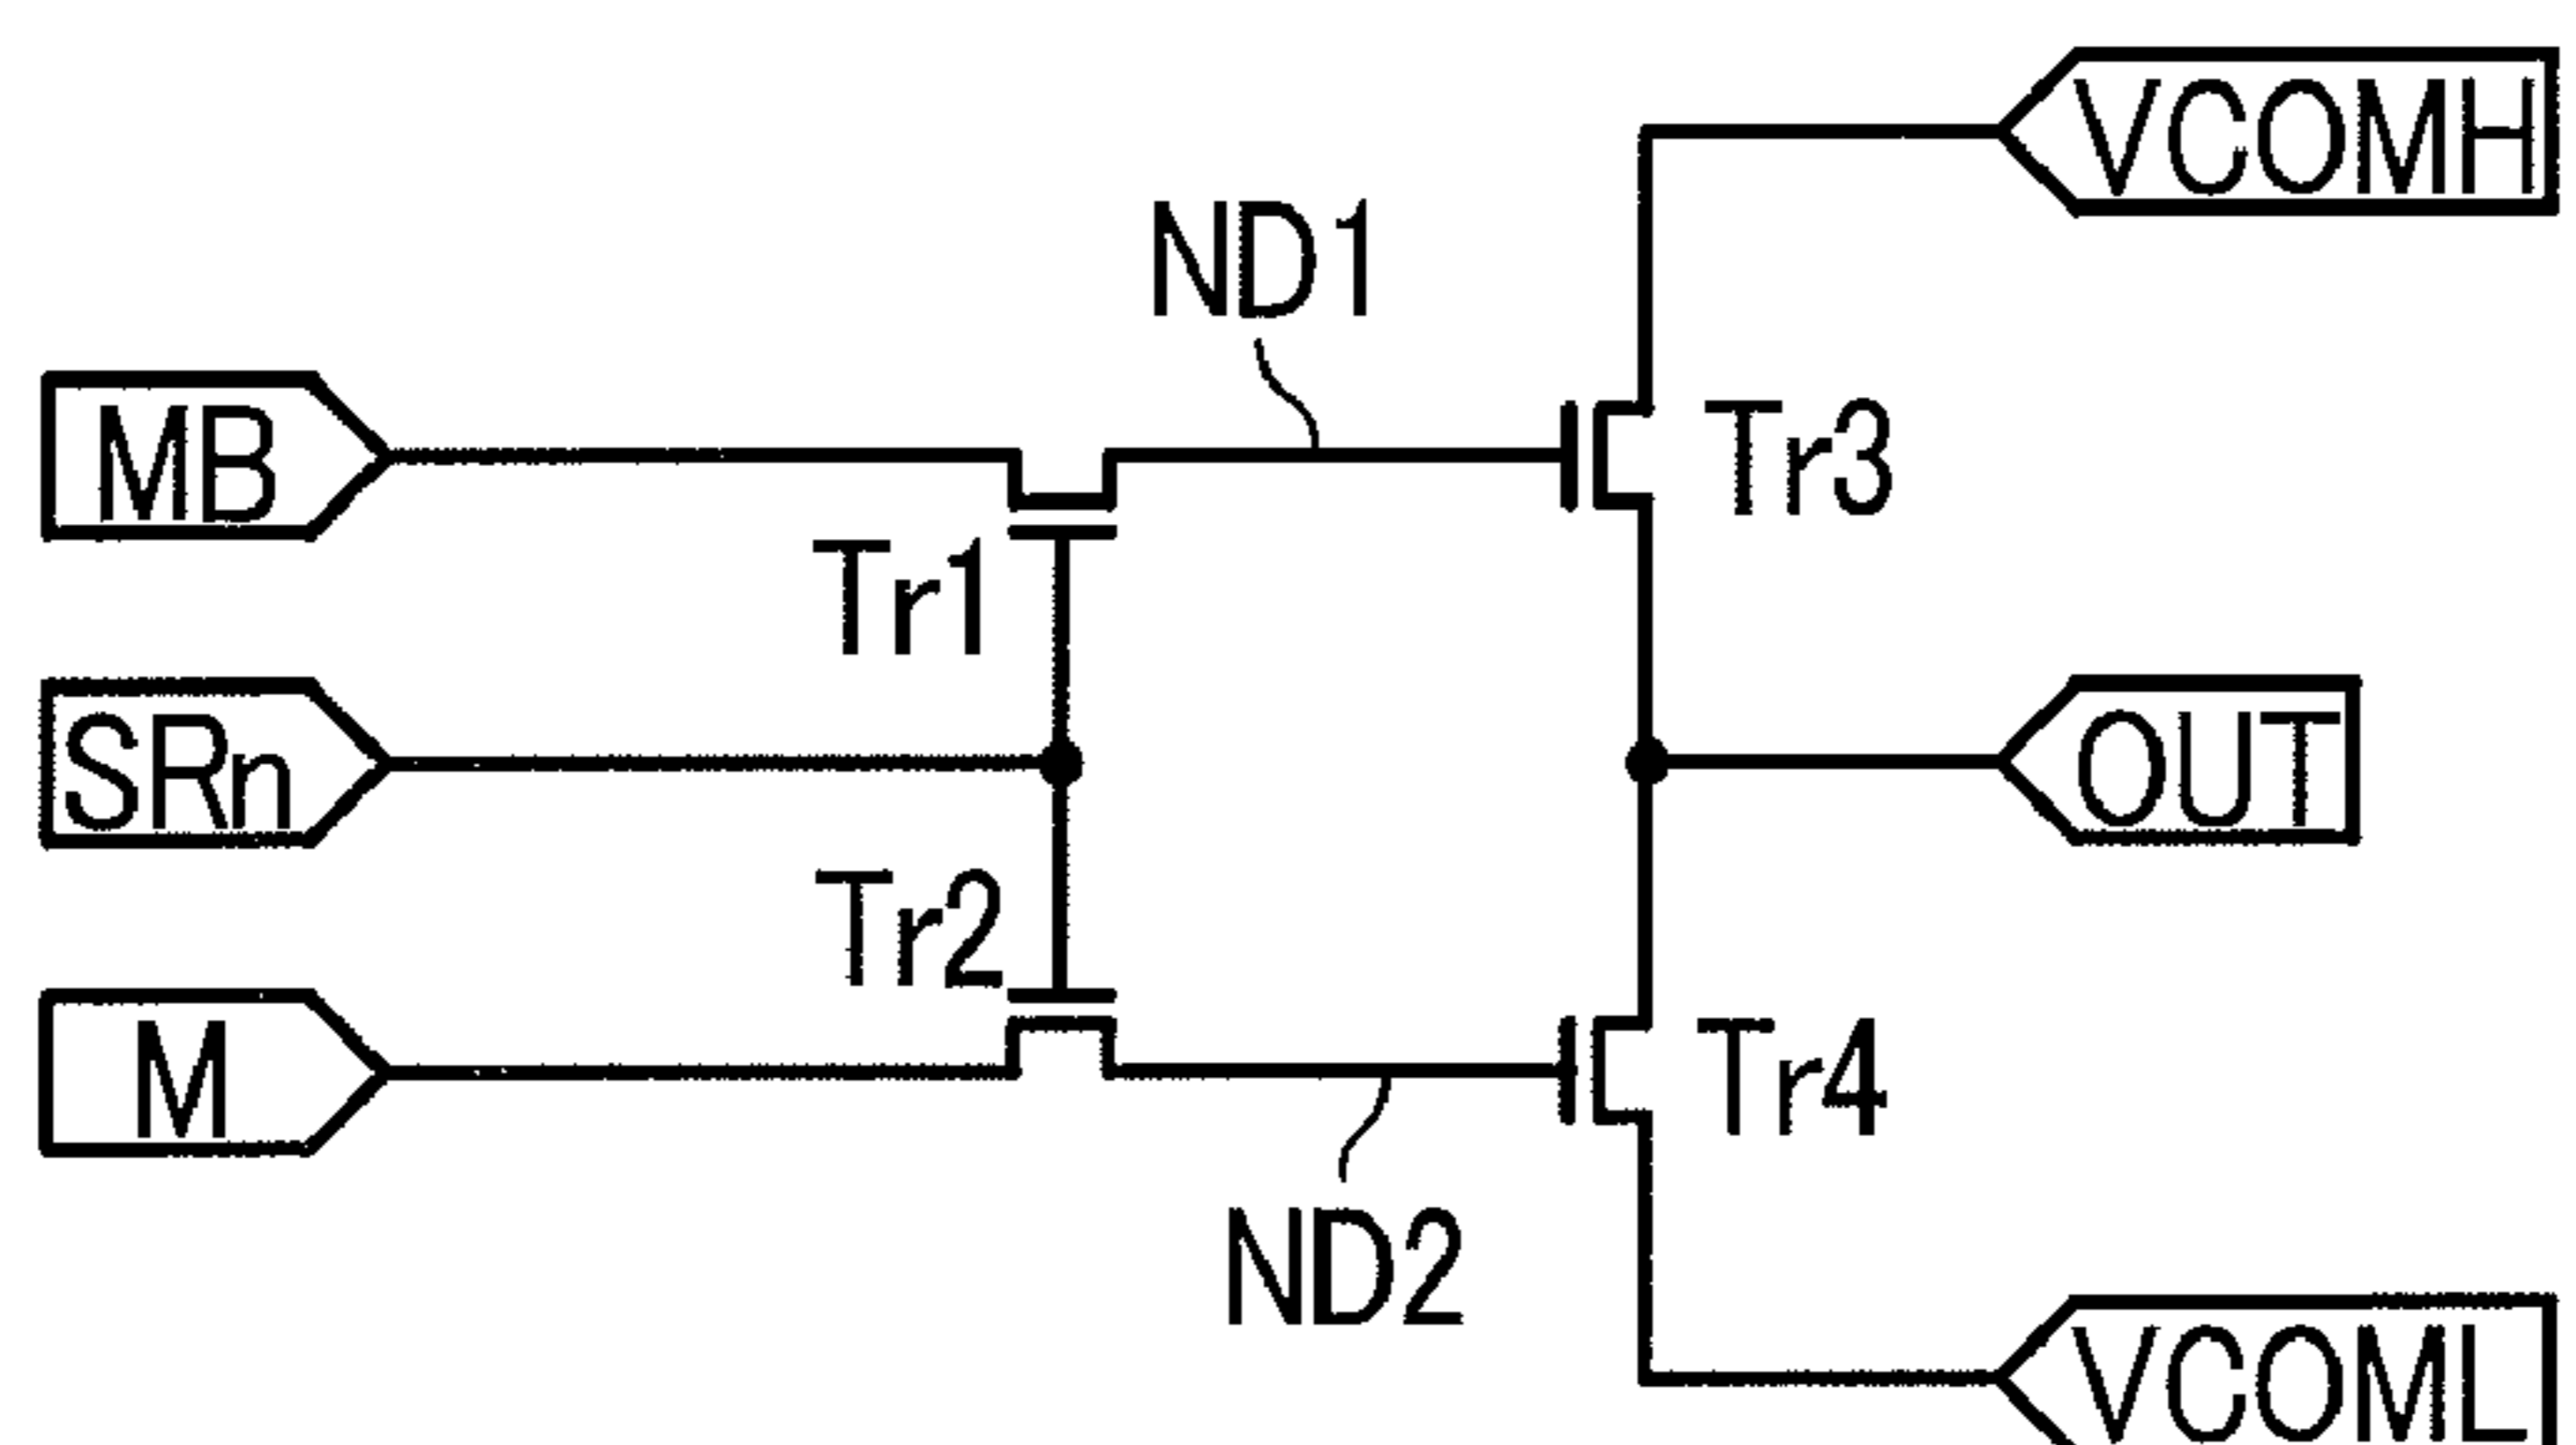 VCOMH
ND1
MB
Tr3
Tr1
SRn
OUT
Tr2
M
Tr4
ND2
VCOML